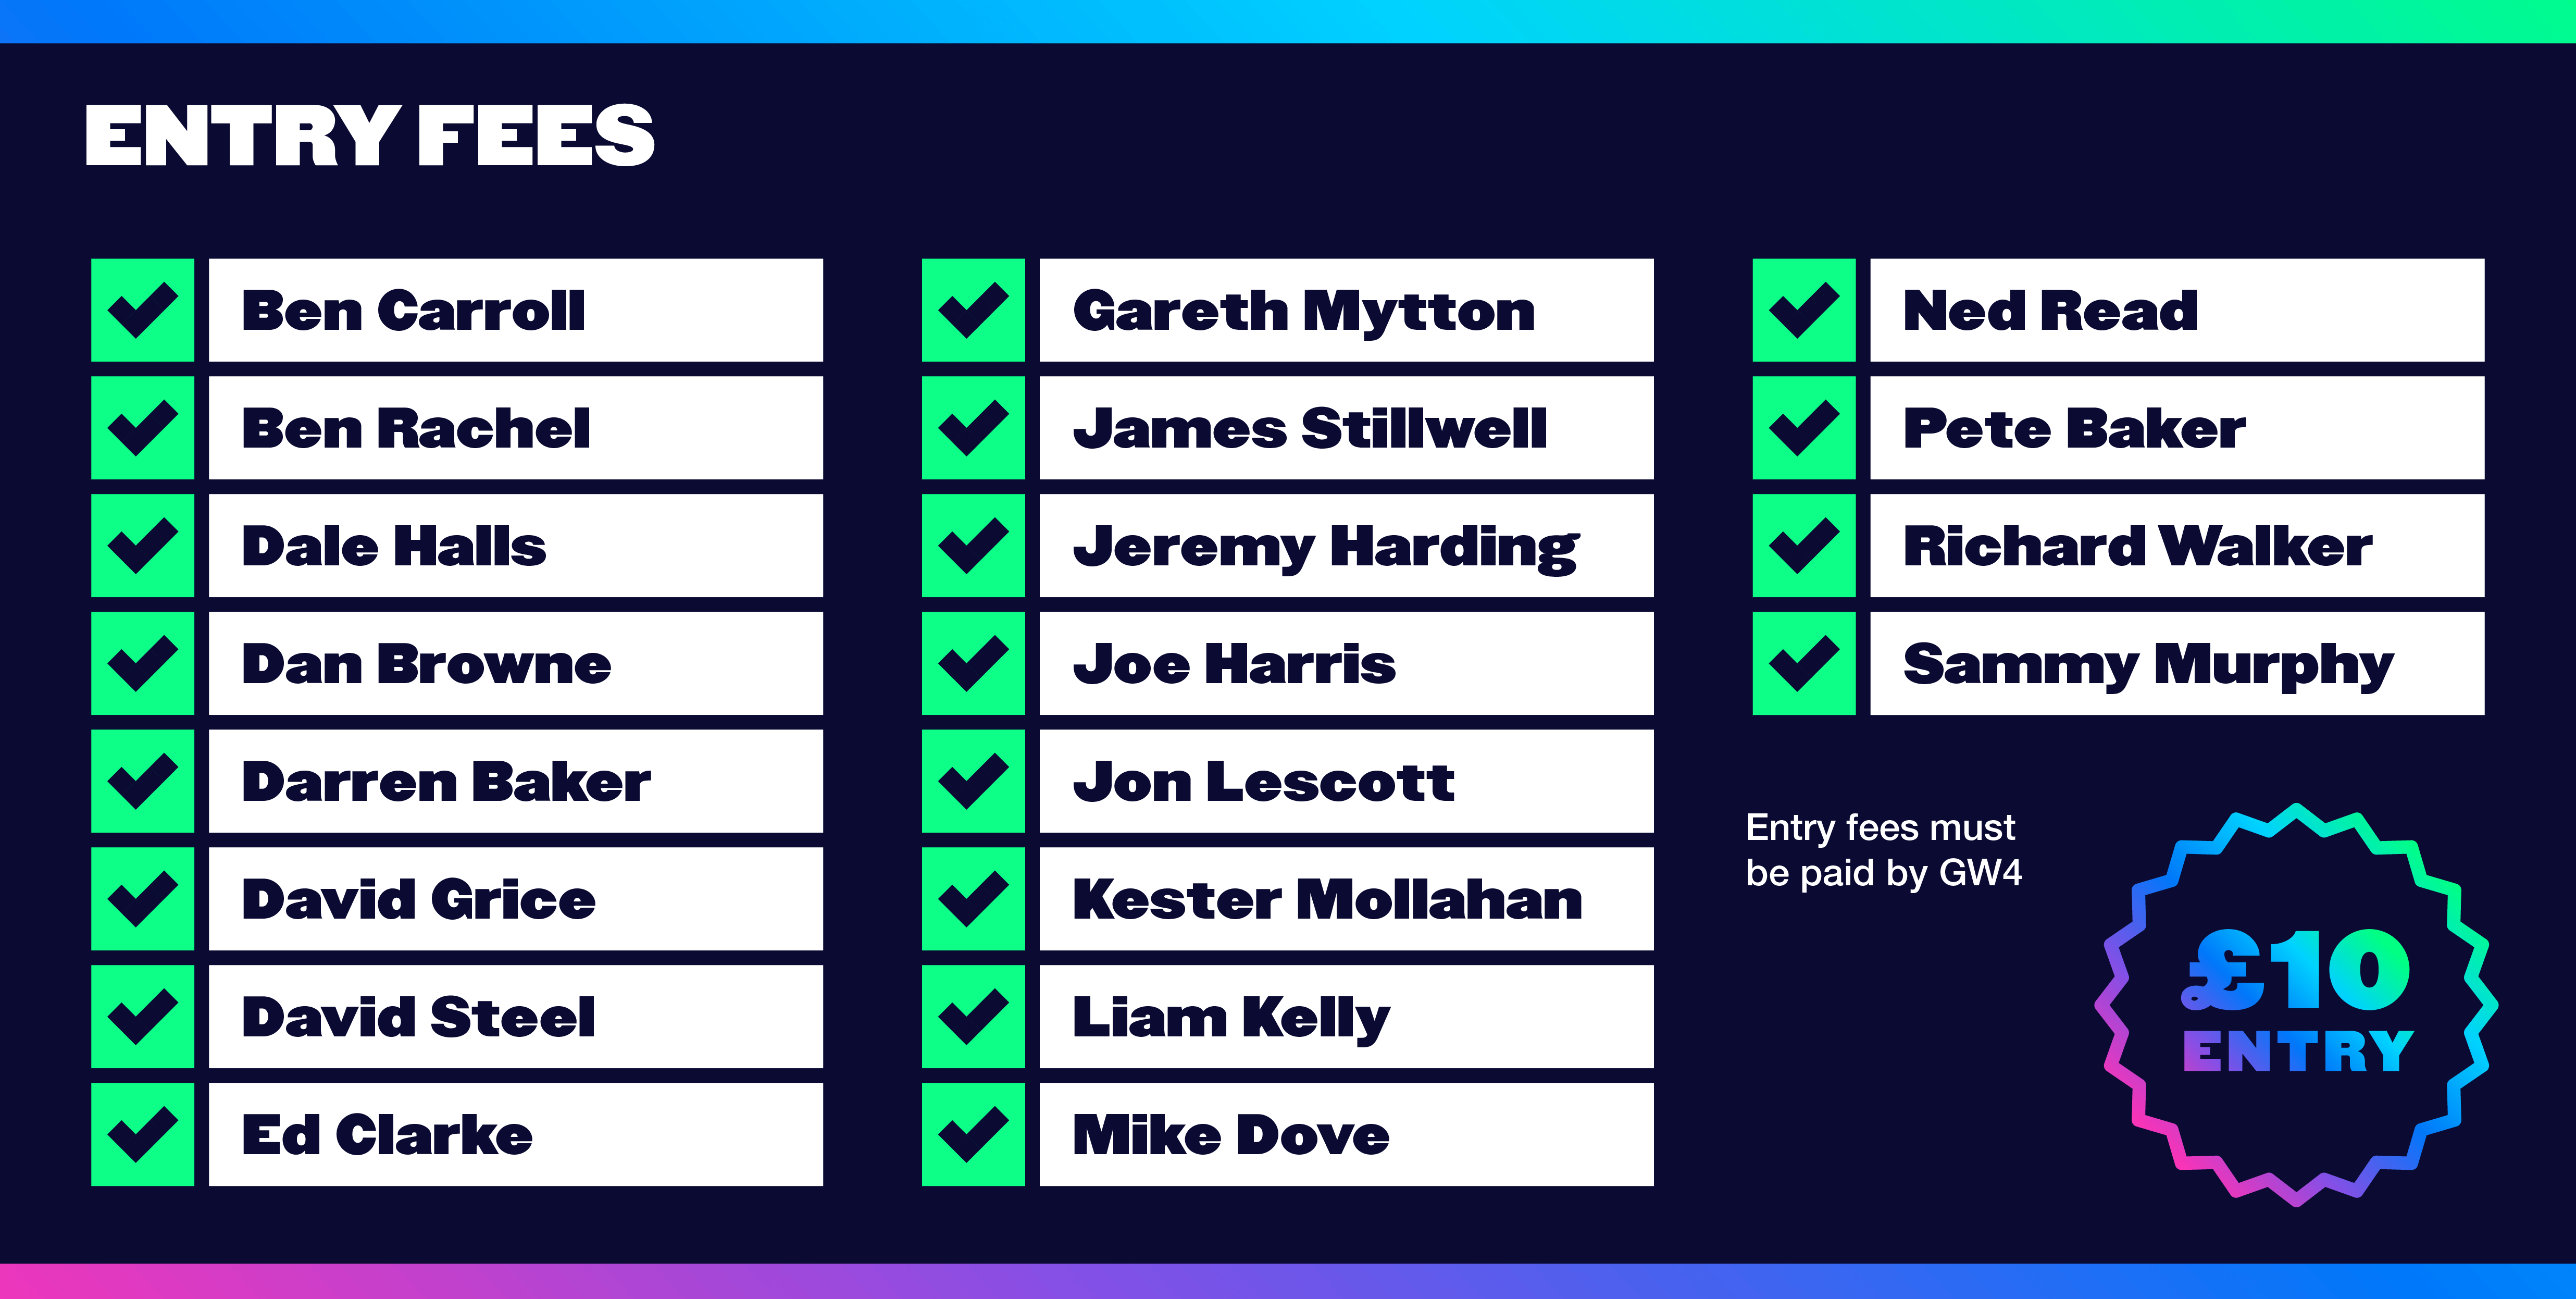 ENTRY FEES
Ben Carroll
Ben Rachel
Dale Halls
Dan Browne
Darren Baker
David Grice
David Steel
Ed Clarke
Gareth Mytton
James Stillwell
Jeremy Harding
Joe Harris
Jon Lescott
Kester Mollahan
Liam Kelly
Mike Dove
Ned Read
Pete Baker
Richard Walker
Sammy Murphy
Entry fees must
be paid by GW4
£10
ENTRY